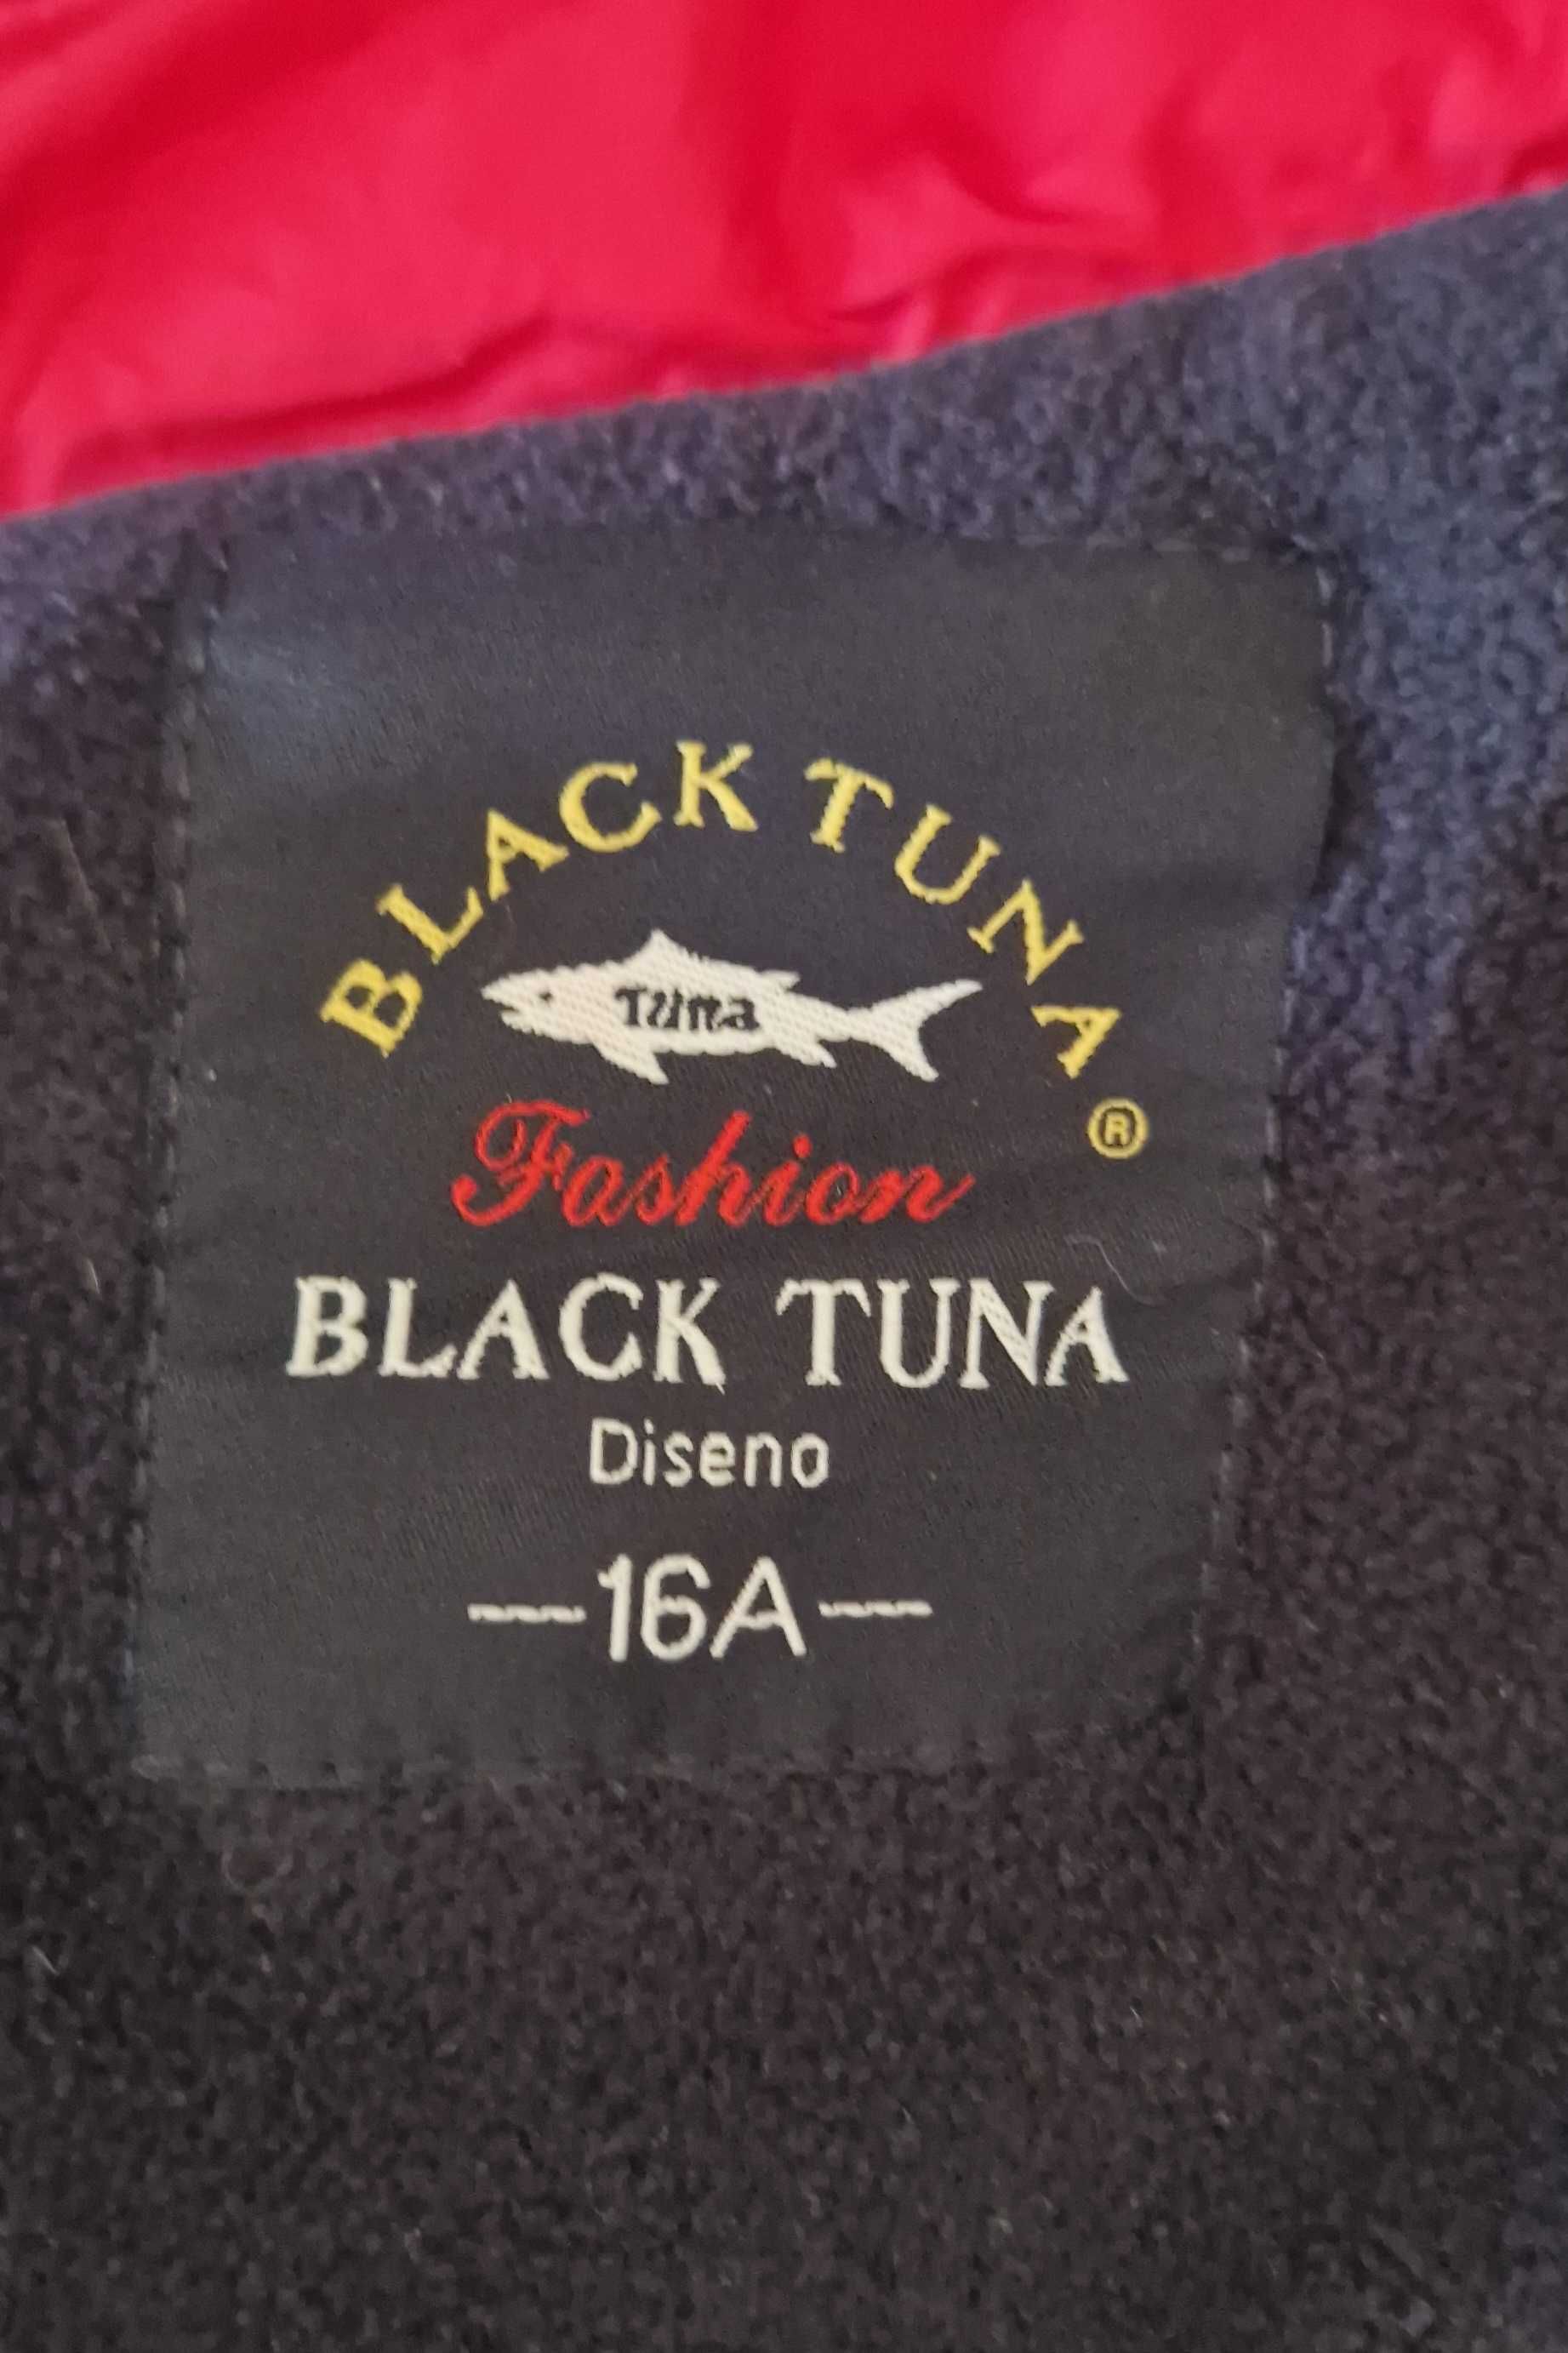 BLACK TUNA
Tuna
®
Fashion
BLACK TUNA
Diseno
—16A—